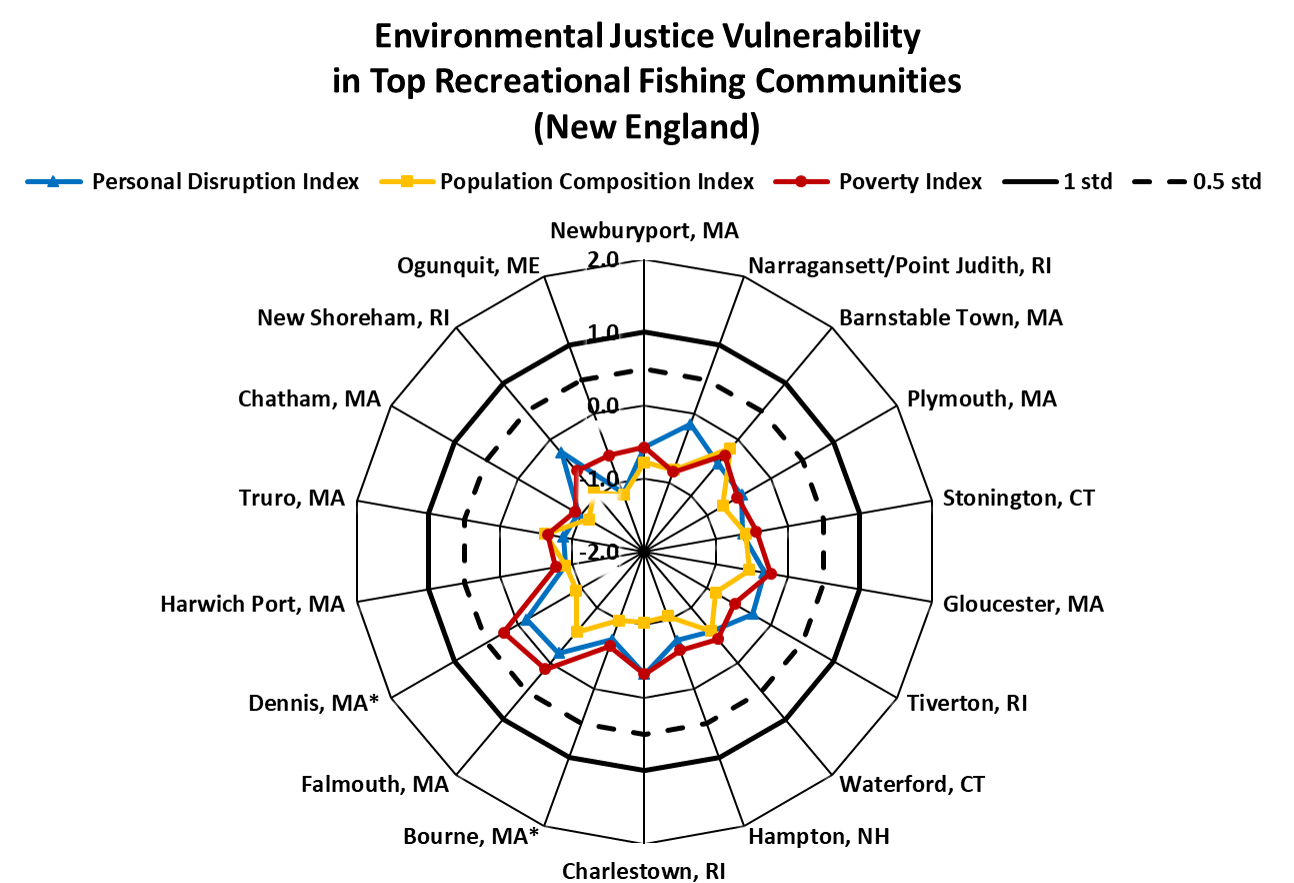 Environmental Justice Vulnerability
in Top Recreational Fishing Communities
(New England)
Personal Disruption Index Population Composition Index Poverty Index 1 std 0.5 std
Newburyport, MA
2.0
Ogunquit, ME
Narragansett/Point Judith, RI
New Shoreham, RI
Barnstable Town, MA
1.0
Chatham, MA
Plymouth, MA
0.0
Truro, MA
Stonington, CT
-1.0
-2.0
Harwich Port, MA
Gloucester, MA
Dennis, MA*
Tiverton, RI
Falmouth, MA
Waterford, CT
Bourne, MA*
Hampton, NH
Charlestown, RI